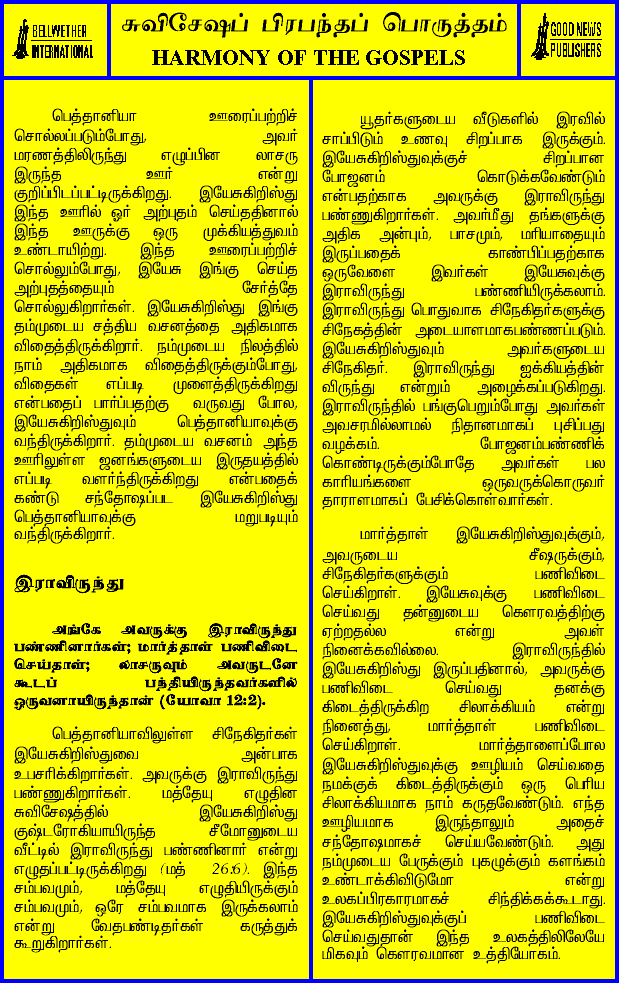 BELLWETHER
INTERNATIONAL
சுவிசேஷப் பிரபந்தப் பொருத்தம்
HARMONY OF THE GOSPELS
GOOD NEWS
PUBLISHERS
பெத்தானியா ஊரைப்பற்றிச்
சொல்லப்படும்போது, அவர்
மரணத்திலிருந்து எழுப்பின லாசரு
இருந்த ஊர் என்று
குறிப்பிடப்பட்டிருக்கிறது. இயேசுகிறிஸ்து
இந்த ஊரில் ஓர் அற்புதம் செய்ததினால்
இந்த ஊருக்கு ஒரு முக்கியத்துவம்
உண்டாயிற்று. இந்த ஊரைப்பற்றிச்
சொல்லும்போது, இயேசு இங்கு செய்த
அற்புதத்தையும் சேர்த்தே
சொல்லுகிறார்கள். இயேசுகிறிஸ்து இங்கு
தம்முடைய சத்திய வசனத்தை அதிகமாக
விதைத்திருக்கிறார். நம்முடைய நிலத்தில்
நாம் அதிகமாக விதைத்திருக்கும்போது,
விதைகள் எப்படி முளைத்திருக்கிறது
என்பதைப் பார்ப்பதற்கு வருவது போல,
இயேசுகிறிஸ்துவும் பெத்தானியாவுக்கு
வந்திருக்கிறார். தம்முடைய வசனம் அந்த
ஊரிலுள்ள ஜனங்களுடைய இருதயத்தில்
எப்படி வளர்ந்திருக்கிறது என்பதைக்
கண்டு சந்தோஷப்பட இயேசுகிறிஸ்து
பெத்தானியாவுக்கு மறுபடியும்
வந்திருக்கிறார்.
இராவிருந்து
அங்கே அவருக்கு இராவிருந்து
பண்ணினார்கள்; மார்த்தாள் பணிவிடை
செய்தாள்; லாசருவும் அவருடனே
கூடப் பந்தியிருந்தவர்களில்
ஒருவனாயிருந்தான் (யோவா 12:2).
பெத்தானியாவிலுள்ள சிநேகிதர்கள்
இயேசுகிறிஸ்துவை அன்பாக
உபசரிக்கிறார்கள். அவருக்கு இராவிருந்து
பண்ணுகிறார்கள். மத்தேயு எழுதின
சுவிசேஷத்தில் இயேசுகிறிஸ்து
குஷ்டரோகியாயிருந்த சீமோனுடைய
வீட்டில் இராவிருந்து பண்ணினார் என்று
எழுதப்பட்டிருக்கிறது (மத் 26:6). இந்த
சம்பவமும், மத்தேயு எழுதியிருக்கும்
சம்பவமும், ஒரே சம்பவமாக இருக்கலாம்
என்று வேதபண்டிதர்கள் கருத்துக்
கூறுகிறார்கள்.
யூதர்களுடைய வீடுகளில் இரவில்
சாப்பிடும் உணவு சிறப்பாக இருக்கும்.
இயேசுகிறிஸ்துவுக்குச் சிறப்பான
போஜனம் கொடுக்கவேண்டும்
என்பதற்காக அவருக்கு இராவிருந்து
பண்ணுகிறார்கள். அவர்மீது தங்களுக்கு
அதிக அன்பும், பாசமும், மரியாதையும்
இருப்பதைக் காண்பிப்பதற்காக
ஒருவேளை இவர்கள் இயேசுவுக்கு
இராவிருந்து பண்ணியிருக்கலாம்.
இராவிருந்து பொதுவாக சிநேகிதர்களுக்கு
சிநேகத்தின் அடையாளமாகபண்ணப்படும்.
இயேசுகிறிஸ்துவும் அவர்களுடைய
சிநேகிதர். இராவிருந்து ஐக்கியத்தின்
விருந்து என்றும் அழைக்கப்படுகிறது.
இராவிருந்தில் பங்குபெறும்போது அவர்கள்
அவசரமில்லாமல் நிதானமாகப் புசிப்பது
வழக்கம். போஜனம்பண்ணிக்
கொண்டிருக்கும்போதே அவர்கள் பல
காரியங்களை ஒருவருக்கொருவர்
தாராளமாகப் பேசிக்கொள்வார்கள்.
மார்த்தாள் இயேசுகிறிஸ்துவுக்கும்,
அவருடைய சீஷருக்கும்,
சிநேகிதர்களுக்கும் பணிவிடை
செய்கிறாள். இயேசுவுக்கு பணிவிடை
செய்வது தன்னுடைய கௌரவத்திற்கு
ஏற்றதல்ல என்று அவள்
நினைக்கவில்லை. இராவிருந்தில்
இயேசுகிறிஸ்து இருப்பதினால், அவருக்கு
பணிவிடை செய்வது தனக்கு
கிடைத்திருக்கிற சிலாக்கியம் என்று
நினைத்து, மார்த்தாள் பணிவிடை
செய்கிறாள். மார்த்தாளைப்போல
இயேசுகிறிஸ்துவுக்கு ஊழியம் செய்வதை
நமக்குக் கிடைத்திருக்கும் ஒரு பெரிய
சிலாக்கியமாக நாம் கருதவேண்டும். எந்த
ஊழியமாக இருந்தாலும் அதைச்
சந்தோஷமாகச் செய்யவேண்டும். அது
நம்முடைய பேருக்கும் புகழுக்கும் களங்கம்
உண்டாக்கிவிடுமோ என்று
உலகப்பிரகாரமாகச் சிந்திக்கக்கூடாது.
இயேசுகிறிஸ்துவுக்குப் பணிவிடை
செய்வதுதான் இந்த உலகத்திலிலேயே
மிகவும் கௌரவமான உத்தியோகம்.